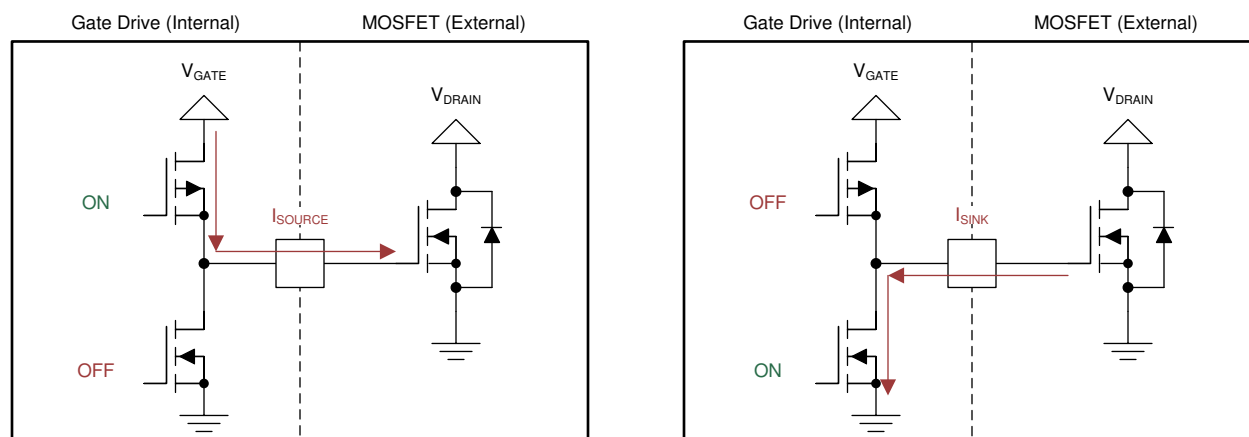 Gate Drive (Internal) MOSFET (External)
VGATE
VDRAIN
ON
ISOURCE
OFF
Gate Drive (Internal) MOSFET (External)
VGATE
VDRAIN
OFF
ISINK
ON